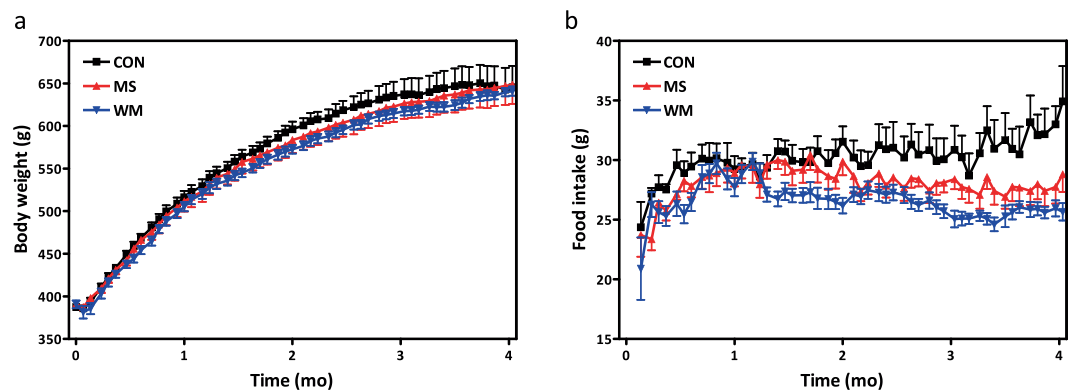 a
700
650
600
550
500
450
400
350
Body weight (g)
CON
MS
WM
0 1 2 3 4
Time (mo)
b
40
35
30
25
20
15
Food intake (g)
CON
MS
WM
0 1 2 3 4
Time (mo)